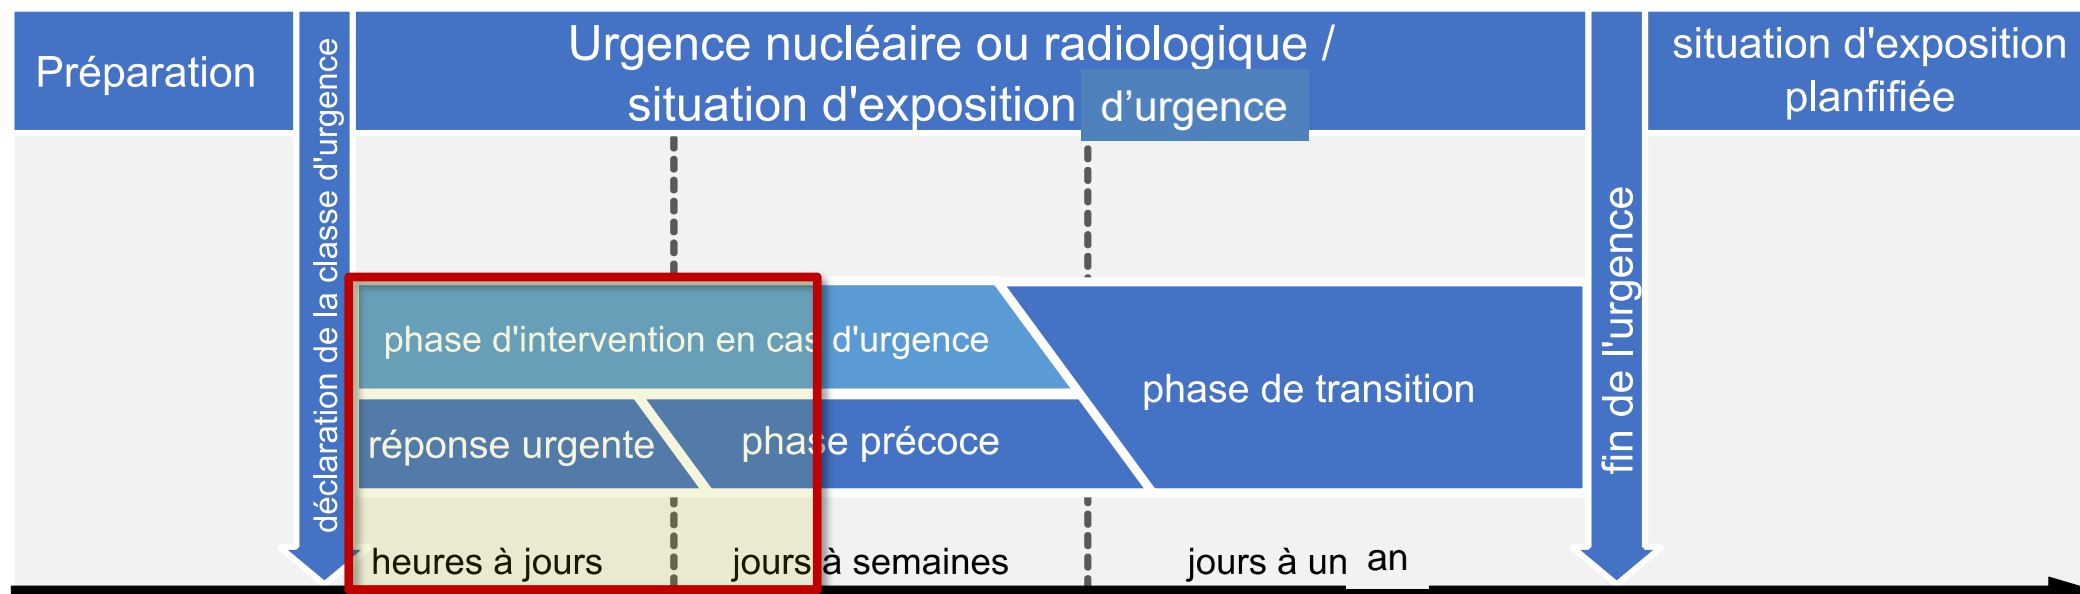 Préparation
déclaration de la classe d'urgence
Urgence nucléaire ou radiologique /
situation d'exposition d’urgence
fin de l'urgence
situation d'exposition
planfifiée
phase d'intervention en cas d'urgence
réponse urgente
phase précoce
phase de transition
heures à jours
jours à semaines
jours à un an